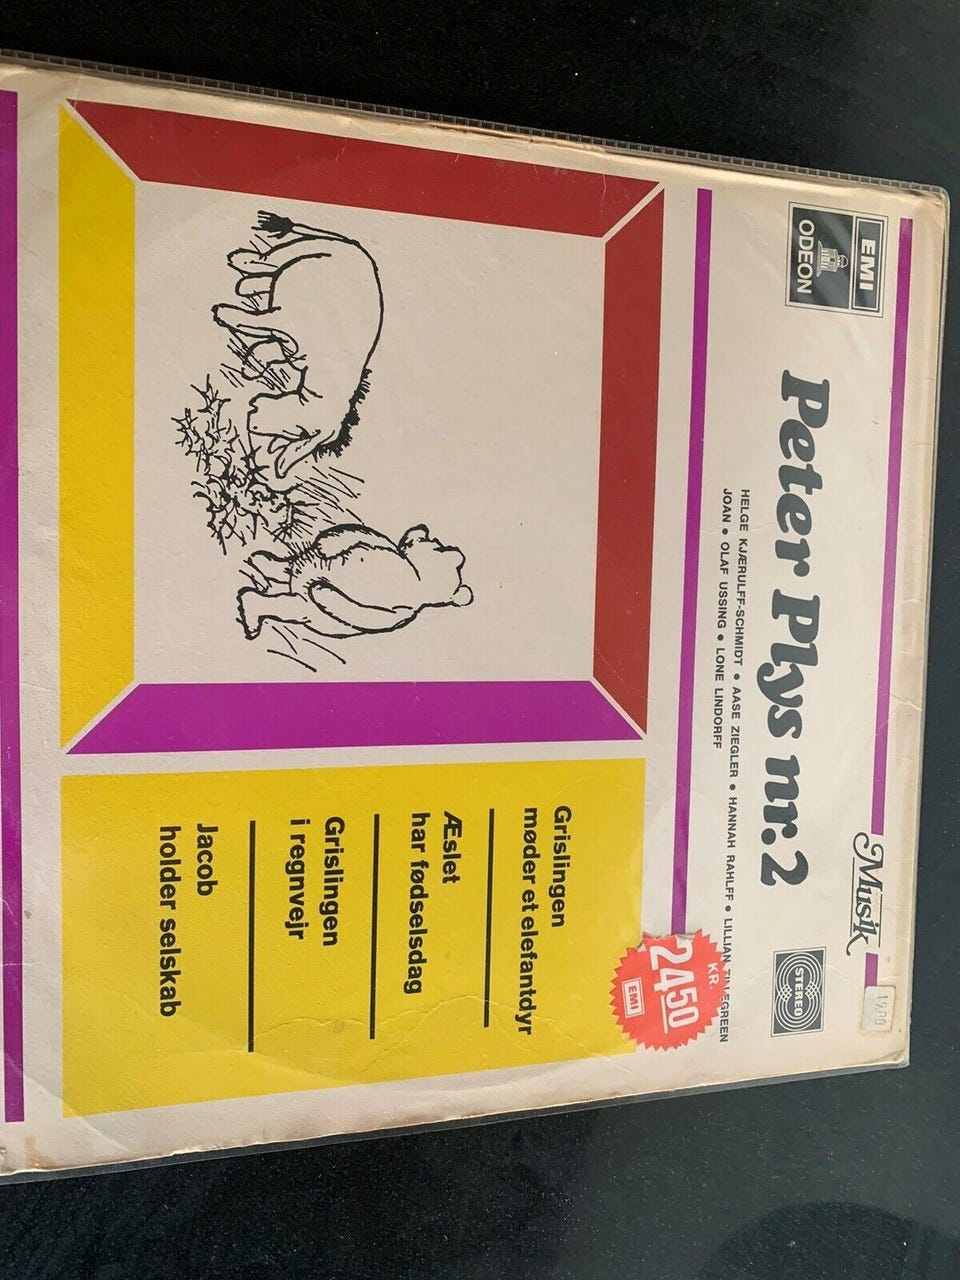 Musik
EMI
ODEON
Peter Plys nr. 2
STEREO
19,00
HELGE KJÆRULFF-SCHMIDT • AASE ZIEGLER • HANNAH RAHLFF • LILLIAN TILLEGREEN
JOAN • OLAF USSING • LONE LINDORFF
KR.
24.50
EMI
Grislingen
møder et elefantdyr
Æslet
har fødselsdag
Grislingen
i regnvejr
Jacob
holder selskab